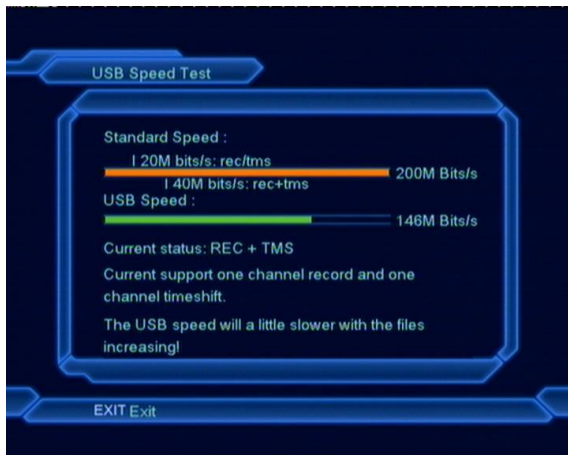 USB Speed Test
Standard Speed :
| 20M bits/s: rec/tms
200M Bits/s
| 40M bits/s: rec+tms
USB Speed :
146M Bits/s
Current status: REC + TMS
Current support one channel record and one
channel timeshift.
The USB speed will a little slower with the files
increasing!
EXIT Exit